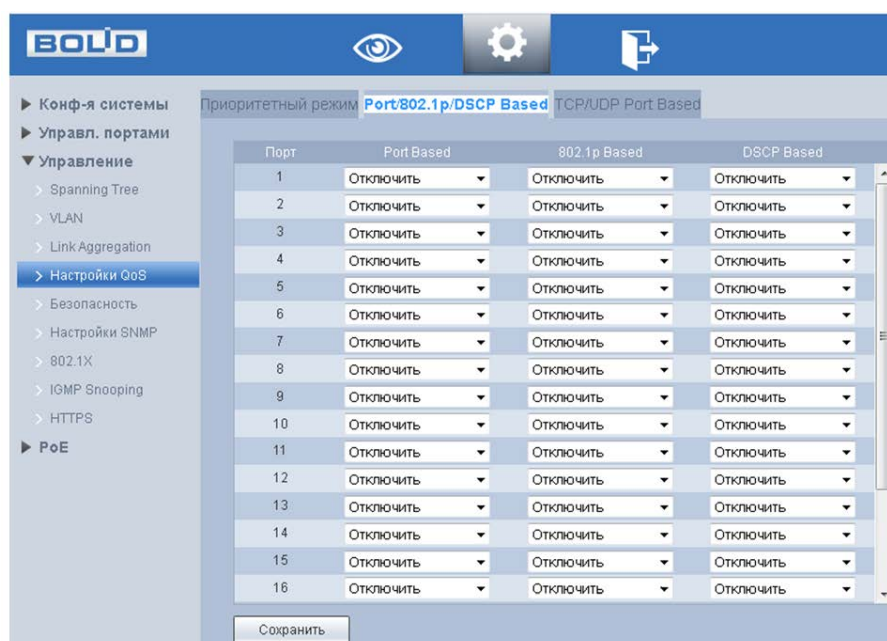 BOLID
Конф-я системы
Управл. портами
Управление
Spanning Tree
VLAN
Link Aggregation
Настройки QoS
Безопасность
Настройки SNMP
802.1X
IGMP Snooping
HTTPS
PoE
Приоритетный режим Port/802.1p/DSCP Based TCP/UDP Port Based
Порт Port Based 802.1p Based DSCP Based
1 Отключить Отключить Отключить
2 Отключить Отключить Отключить
3 Отключить Отключить Отключить
4 Отключить Отключить Отключить
5 Отключить Отключить Отключить
6 Отключить Отключить Отключить
7 Отключить Отключить Отключить
8 Отключить Отключить Отключить
9 Отключить Отключить Отключить
10 Отключить Отключить Отключить
11 Отключить Отключить Отключить
12 Отключить Отключить Отключить
13 Отключить Отключить Отключить
14 Отключить Отключить Отключить
15 Отключить Отключить Отключить
16 Отключить Отключить Отключить
Сохранить